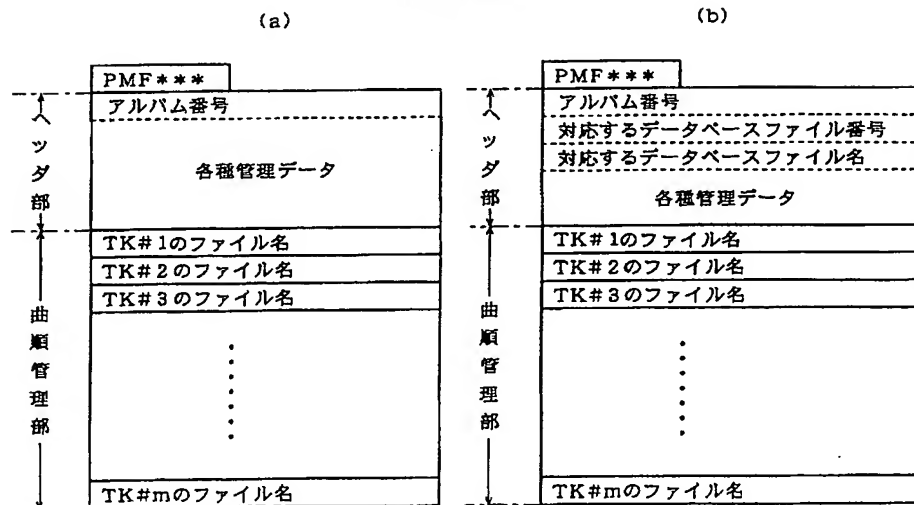 (a)
PMF***
アルバム番号
各種管理データ
ヘッダ部
TK#1のファイル名
TK#2のファイル名
TK#3のファイル名
曲順管理部
TK#mのファイル名
(b)
PMF***
アルバム番号
対応するデータベースファイル番号
対応するデータベースファイル名
各種管理データ
ヘッダ部
TK#1のファイル名
TK#2のファイル名
TK#3のファイル名
曲順管理部
TK#mのファイル名